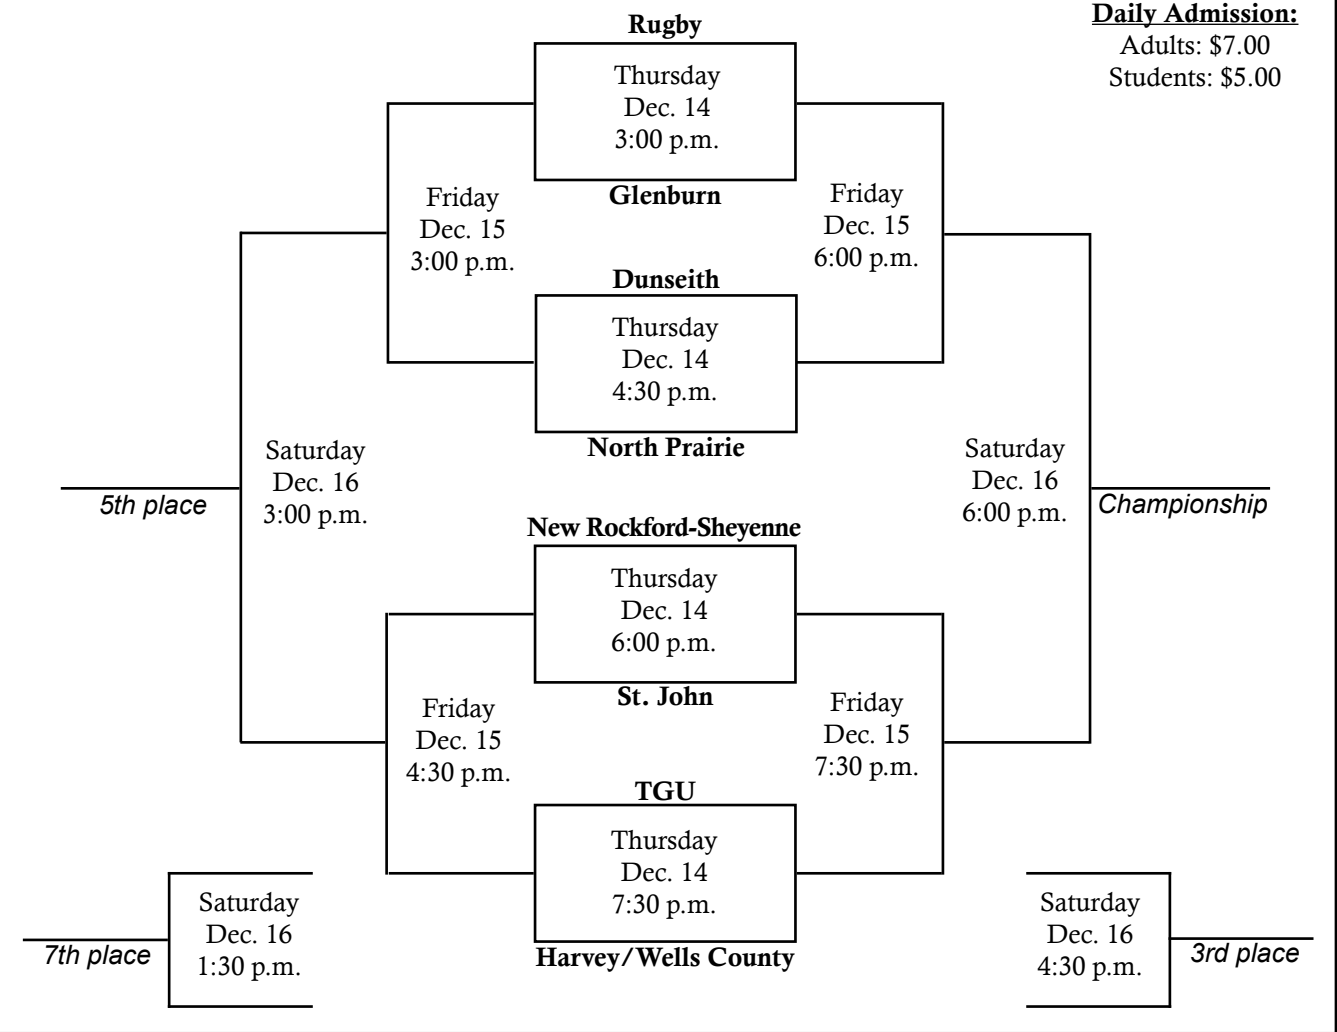 Daily Admission:
Adults: $7.00
Students: $5.00
Rugby
Thursday
Dec. 14
3:00 p.m.
Glenburn
Friday
Dec. 15
3:00 p.m.
Friday
Dec. 15
6:00 p.m.
Dunseith
Thursday
Dec. 14
4:30 p.m.
North Prairie
Saturday
Dec. 16
3:00 p.m.
5th place
Saturday
Dec. 16
6:00 p.m.
Championship
New Rockford-Sheyenne
Thursday
Dec. 14
6:00 p.m.
St. John
Friday
Dec. 15
4:30 p.m.
Friday
Dec. 15
7:30 p.m.
TGU
Thursday
Dec. 14
7:30 p.m.
Harvey/Wells County
Saturday
Dec. 16
1:30 p.m.
7th place
Saturday
Dec. 16
4:30 p.m.
3rd place